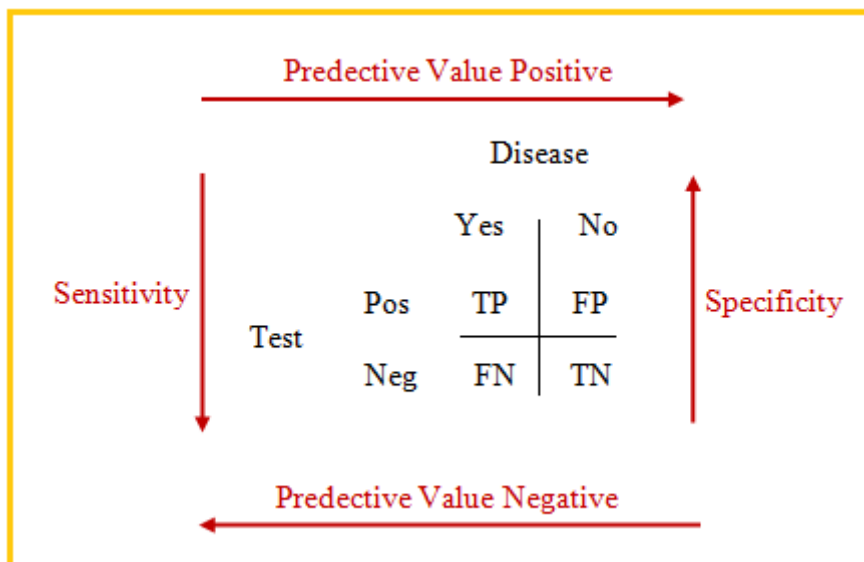 Predective Value Positive
Disease
Yes No
Sensitivity
Pos TP FP
Specificity
Test
Neg FN TN
Predective Value Negative